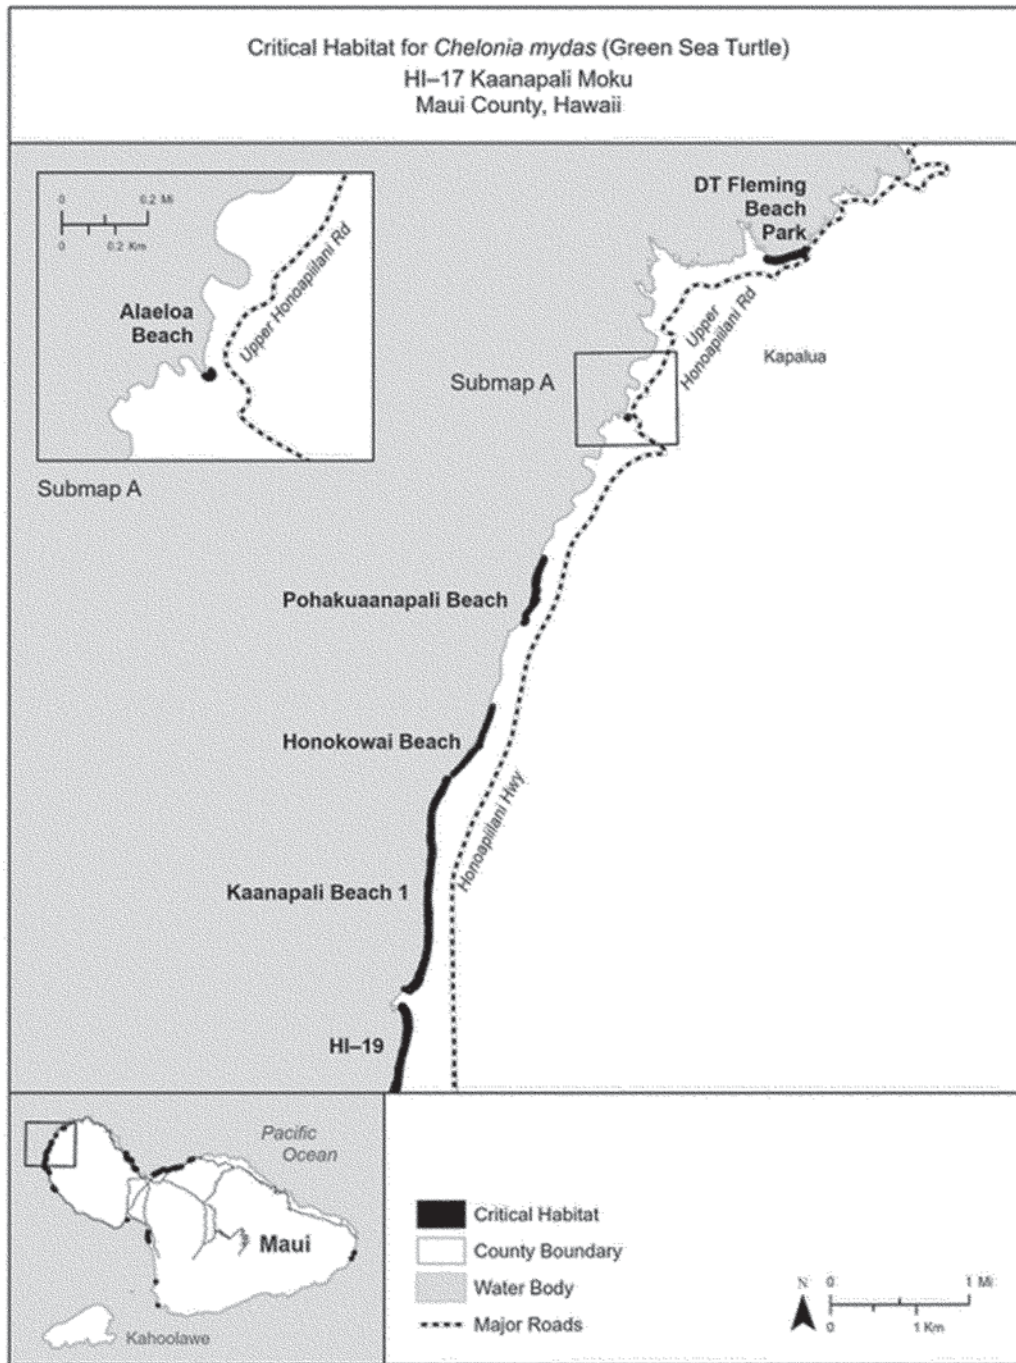 Critical Habitat for Chelonia mydas (Green Sea Turtle)
HI–17 Kaanapali Moku
Maui County, Hawaii
0 0.2 Mi
0 0.2 Km
Upper Honoapiilani Rd
Alaeloa
Beach
Submap A
DT Fleming
Beach
Park
Upper
Honoapiilani Rd
Kapalua
Submap A
Pohakuaanapali Beach
Honokowai Beach
Honoapiilani Hwy
Kaanapali Beach 1
HI–19
Pacific
Ocean
Maui
Kahoolawe
Critical Habitat
County Boundary
Water Body
Major Roads
N
0 1 Mi
0 1 Km